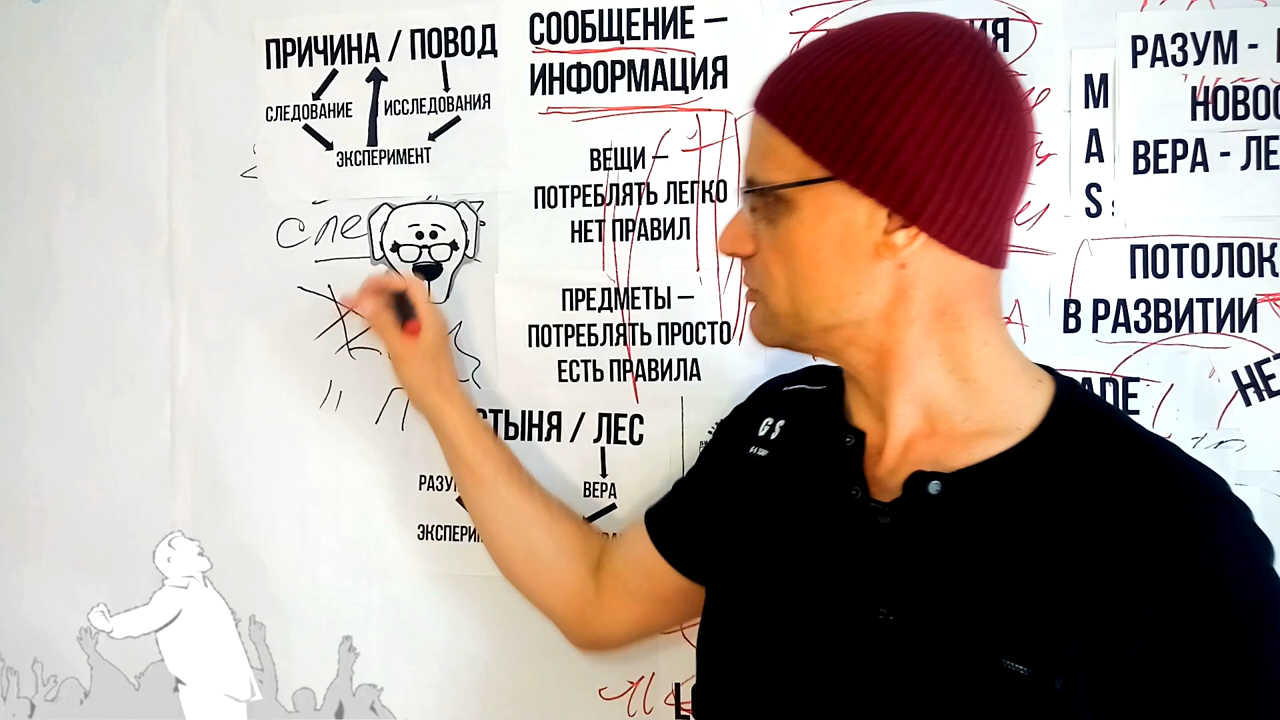 ПРИЧИНА / ПОВОД
СЛЕДОВАНИЕ
ИССЛЕДОВАНИЯ
ЭКСПЕРИМЕНТ
СООБЩЕНИЕ –
ИНФОРМАЦИЯ
ВЕЩИ –
ПОТРЕБЛЯТЬ ЛЕГКО
НЕТ ПРАВИЛ
ПРЕДМЕТЫ –
ПОТРЕБЛЯТЬ ПРОСТО
ЕСТЬ ПРАВИЛА
СТЫНЯ / ЛЕС
РАЗУ
ВЕРА
ЭКСПЕРИ
M
A
S
РАЗУМ -
НОВОС
ВЕРА - ЛЕ
ПОТОЛОК
В РАЗВИТИИ
ADE
НЕ
G S